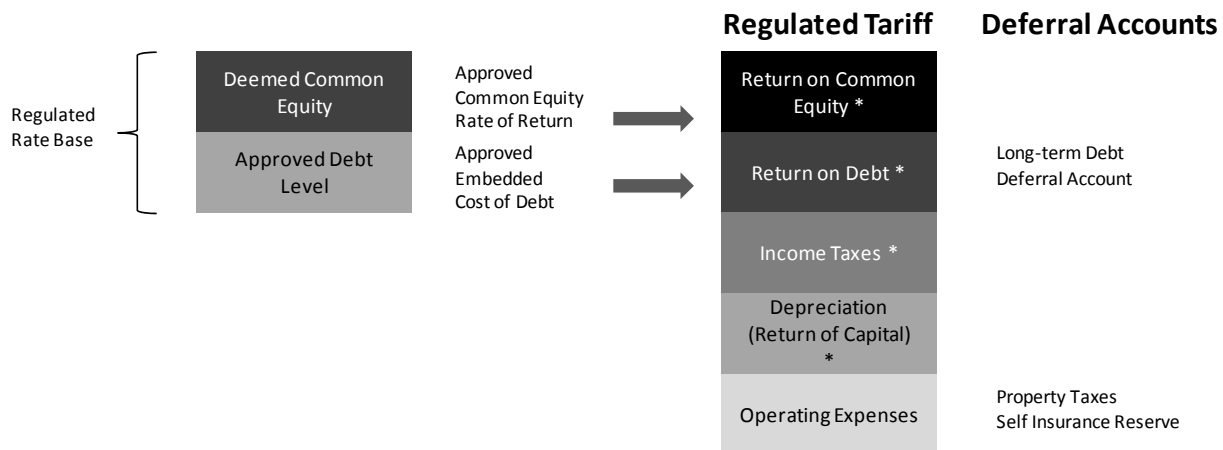 Regulated Tariff
Deferral Accounts
Regulated
Rate Base
Deemed Common
Equity
Approved Debt
Level
Approved
Common Equity
Rate of Return
Approved
Embedded
Cost of Debt
Return on Common
Equity *
Return on Debt *
Income Taxes *
Depreciation
(Return of Capital)
*
Operating Expenses
Long-term Debt
Deferral Account
Property Taxes
Self Insurance Reserve